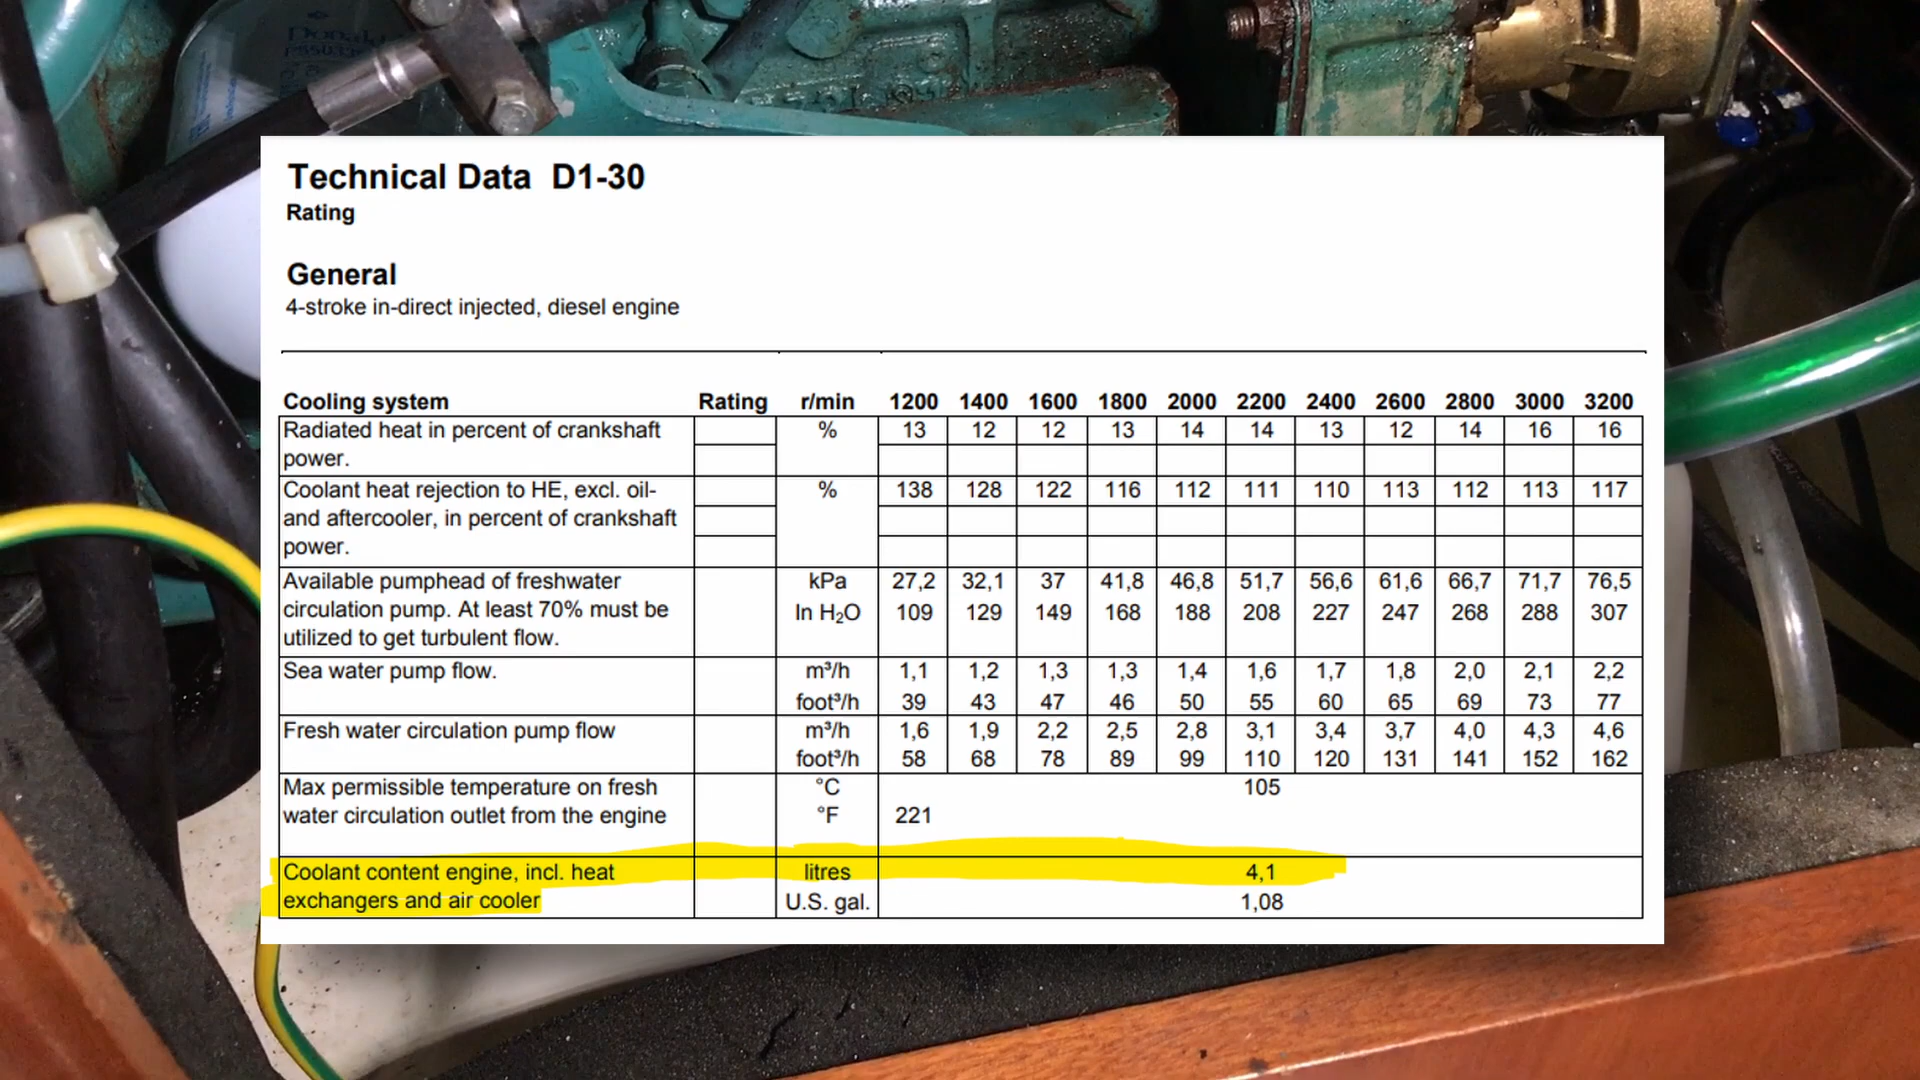 Donald
Technical Data D1-30
Rating
General
4-stroke in-direct injected, diesel engine
Cooling system Rating r/min 1200 1400 1600 1800 2000 2200 2400 2600 2800 3000 3200
Radiated heat in percent of crankshaft % 13 12 12 13 14 14 13 12 14 16 16
power.
Coolant heat rejection to HE, excl. oil- % 138 128 122 116 112 111 110 113 112 113 117
and aftercooler, in percent of crankshaft
power.
Available pumphead of freshwater kPa 27,2 32,1 37 41,8 46,8 51,7 56,6 61,6 66,7 71,7 76,5
circulation pump. At least 70% must be In H₂O 109 129 149 168 188 208 227 247 268 288 307
utilized to get turbulent flow.
Sea water pump flow. m³/h 1,1 1,2 1,3 1,3 1,4 1,6 1,7 1,8 2,0 2,1 2,2
foot³/h 39 43 47 46 50 55 60 65 69 73 77
Fresh water circulation pump flow m³/h 1,6 1,9 2,2 2,5 2,8 3,1 3,4 3,7 4,0 4,3 4,6
foot³/h 58 68 78 89 99 110 120 131 141 152 162
Max permissible temperature on fresh °C 105
water circulation outlet from the engine °F 221
Coolant content engine, incl. heat litres 4,1
exchangers and air cooler U.S. gal. 1,08